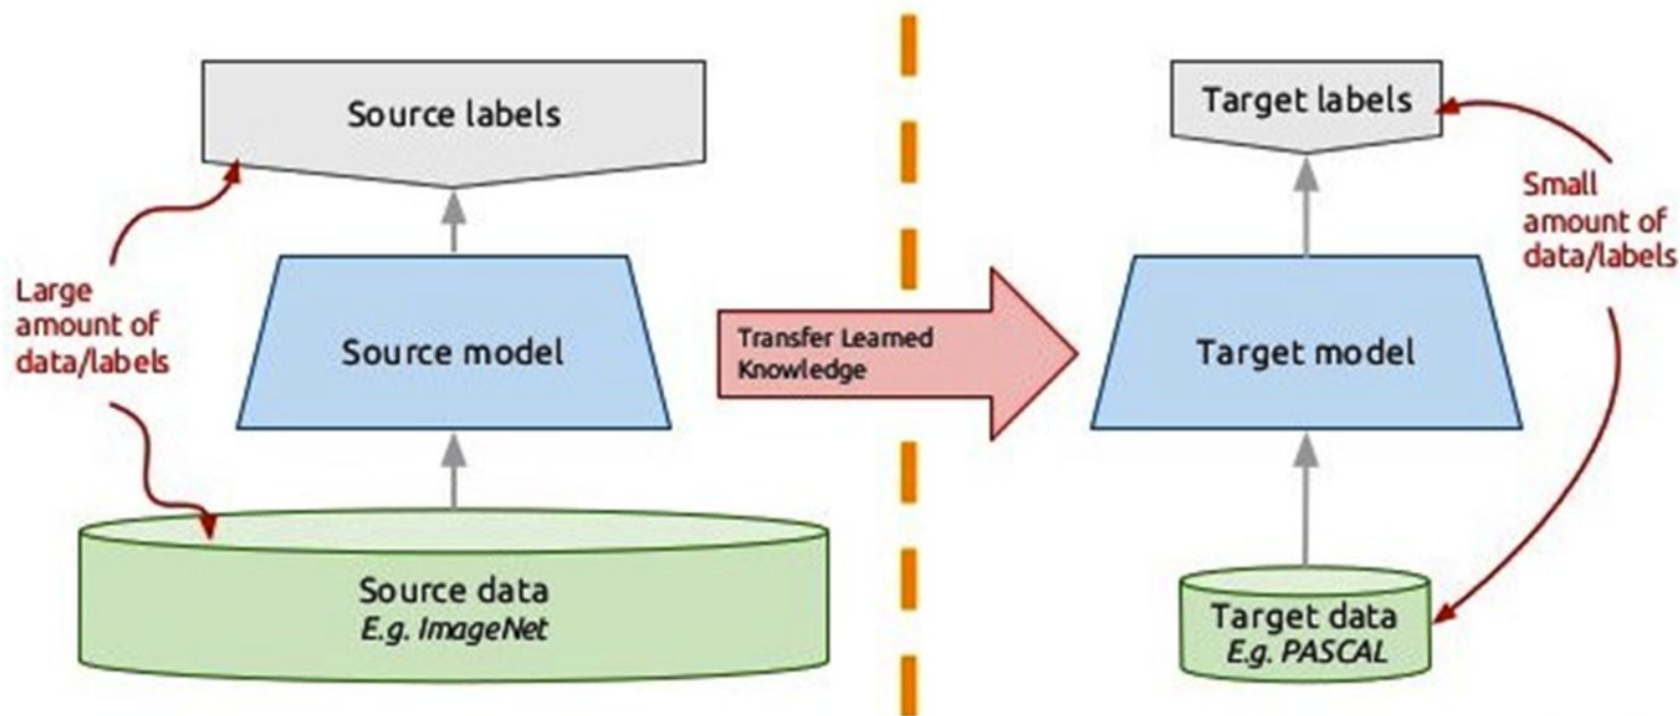 Source labels
Large
amount of
data/labels
Source model
Source data
E.g. ImageNet
Transfer Learned
Knowledge
Target labels
Small
amount of
data/labels
Target model
Target data
E.g. PASCAL